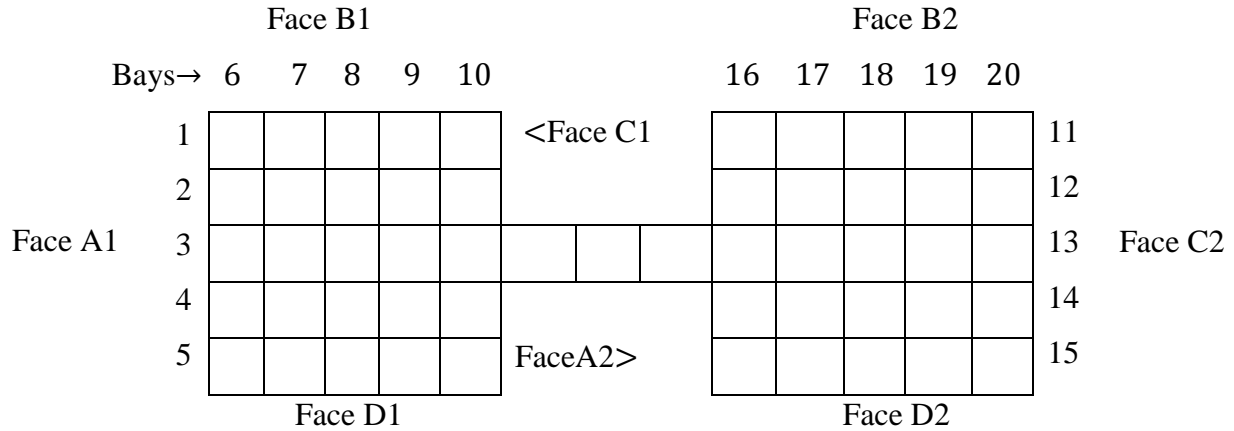 Face B1 Face B2
Bays→ 6 7 8 9 10 16 17 18 19 20
1 <Face C1 11
2 12
Face A1 3 13 Face C2
4 14
5 FaceA2> 15
Face D1 Face D2